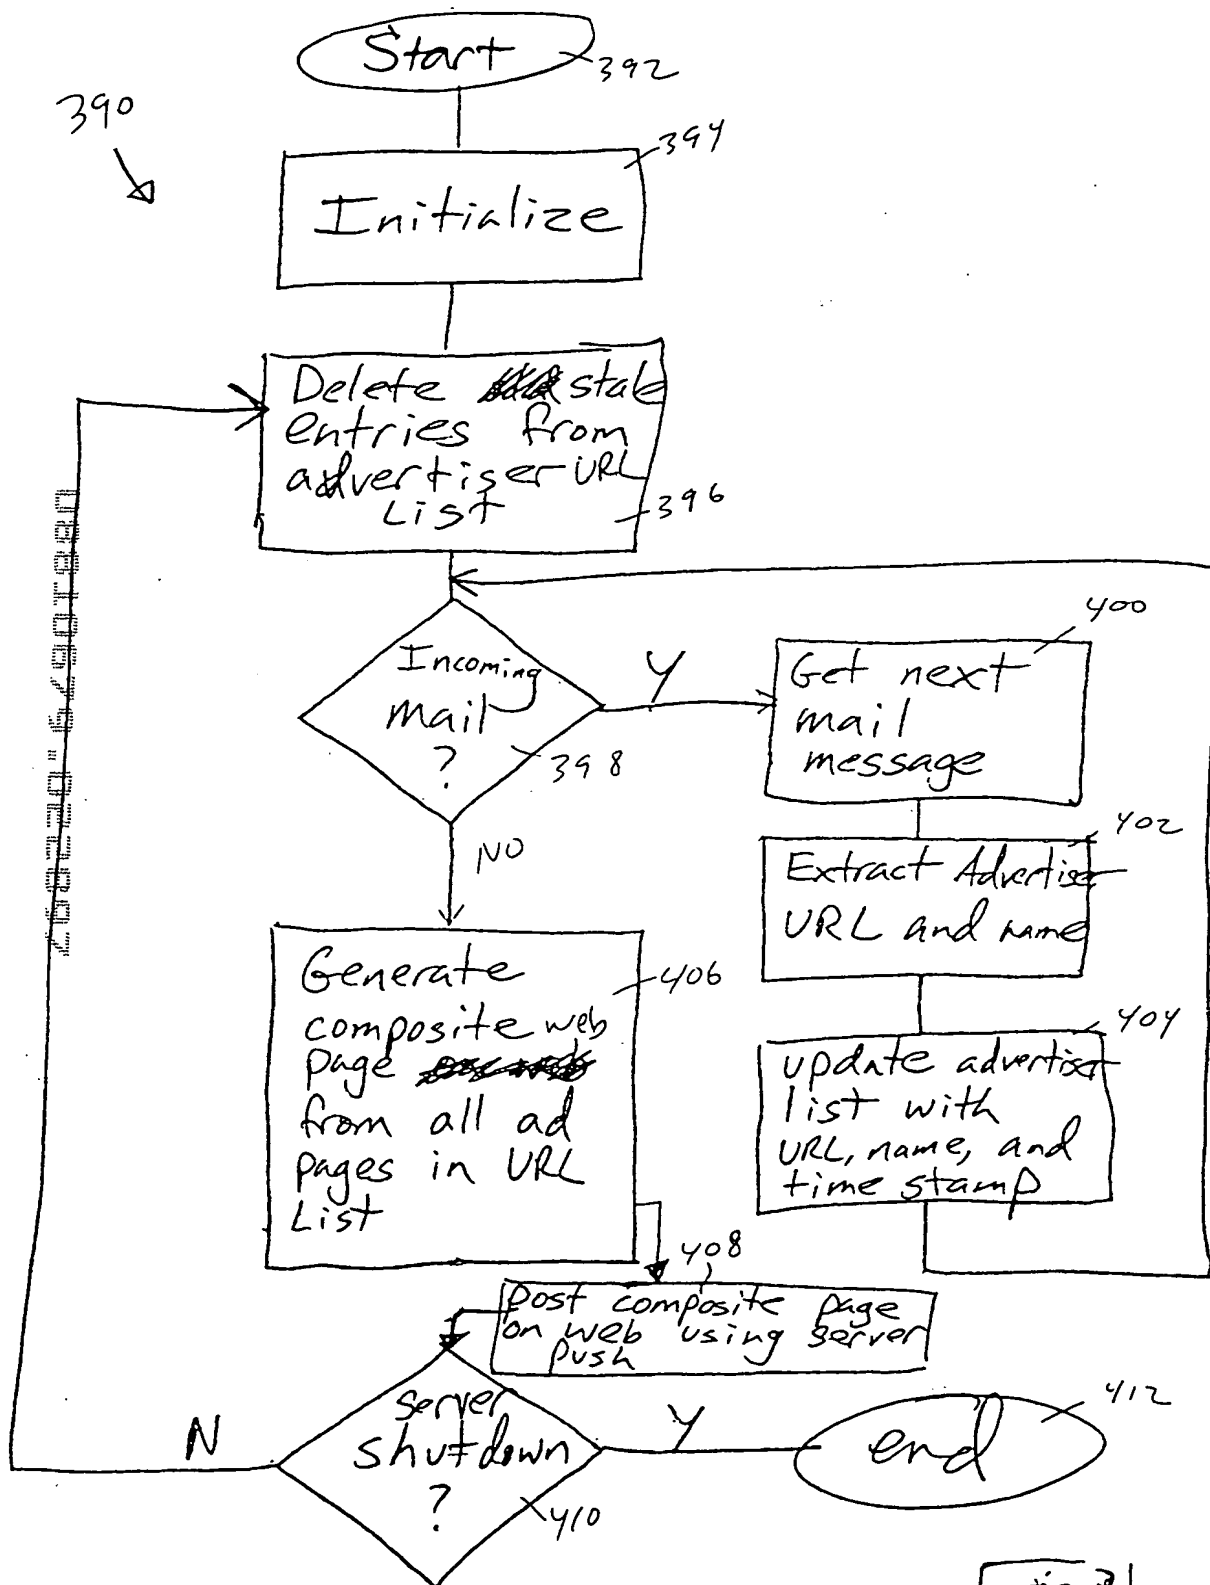 Start
392
390
394
Initialize
Delete stale
entries from
advertiser URL
List
396
Incoming
mail
?
398
Y
400
Get next
mail
message
402
Extract Advertiser
URL and name
404
update advertiser
list with
URL, name, and
time stamp
NO
Generate
406
composite web
page
from all ad
pages in URL
List
408
post composite page
on web using server
push
server
shutdown
?
410
N
Y
end
412